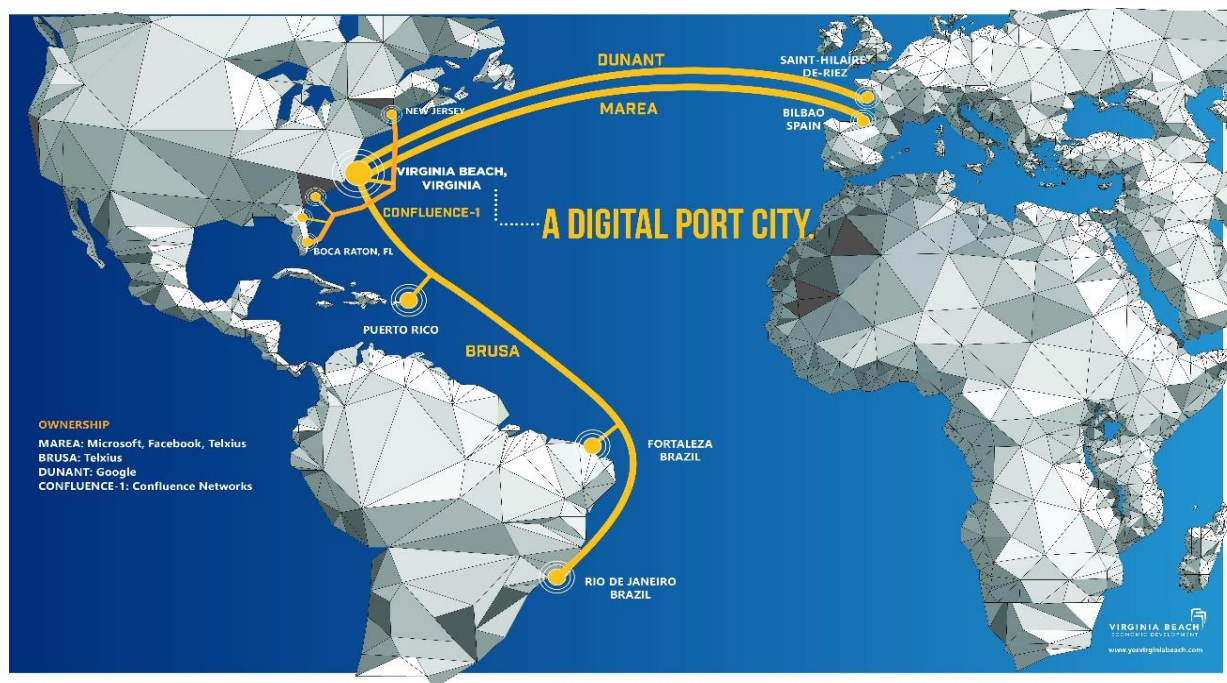 DUNANT
MAREA
SAINT-HILAIRE
DE-RIEZ
BILBAO
SPAIN
NEW JERSEY
VIRGINIA BEACH,
VIRGINIA
CONFLUENCE-1
A DIGITAL PORT CITY.
BOCA RATON, FL
PUERTO RICO
BRUSA
OWNERSHIP
MAREA: Microsoft, Facebook, Telxius
BRUSA: Telxius
DUNANT: Google
CONFLUENCE-1: Confluence Networks
FORTALEZA
BRAZIL
RIO DE JANEIRO
BRAZIL
VIRGINIA BEACH
ECONOMIC DEVELOPMENT
www.yesvirginiabeach.com